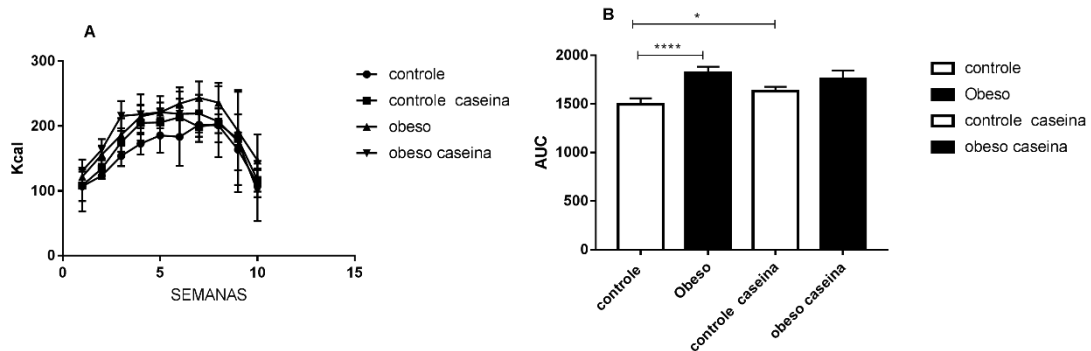 A
Kcal
300
200
100
0
0
5
10
15
SEMANAS
controle
controle caseina
obeso
obeso caseina
B
*
****
AUC
2000
1500
1000
500
0
controle
Obeso
controle caseina
obeso caseina
controle
Obeso
controle caseina
obeso caseina